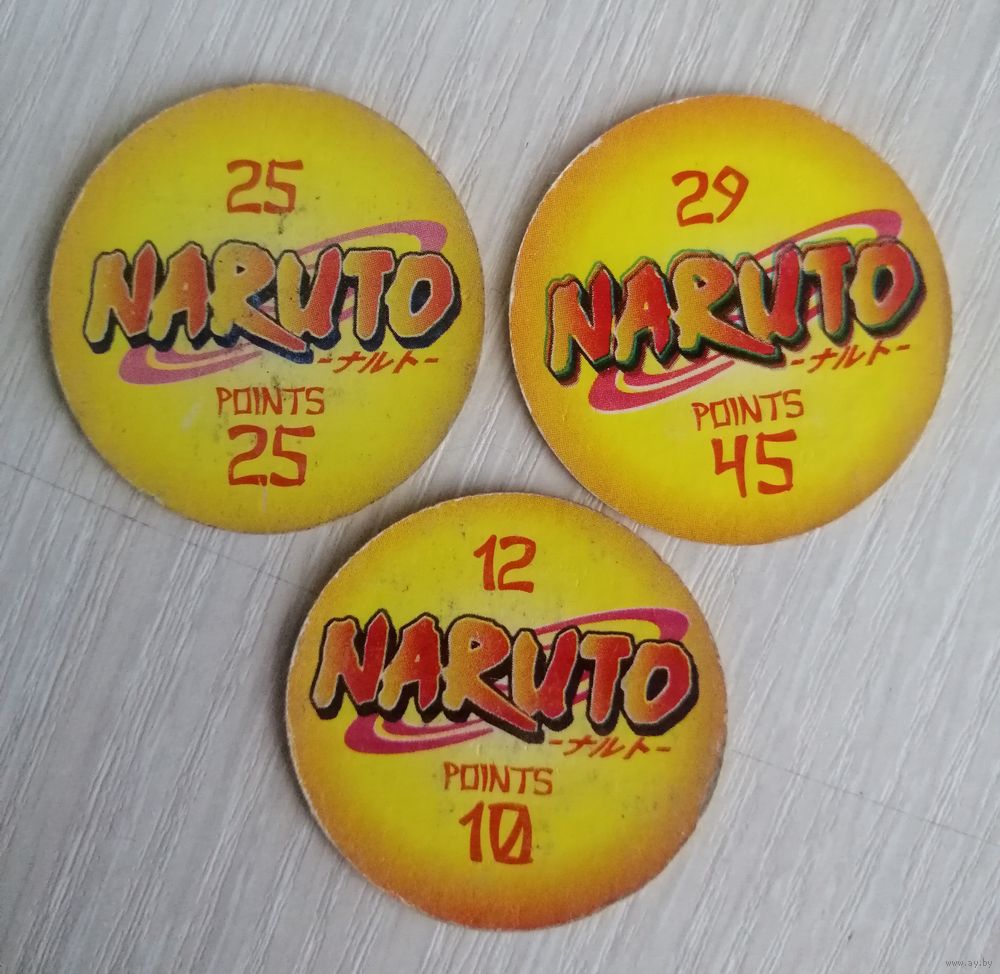 25
NARUTO
-ナルト-
POINTS
25
29
NARUTO
-ナルト-
POINTS
45
12
NARUTO
-ナルト-
POINTS
10
www.ay.by